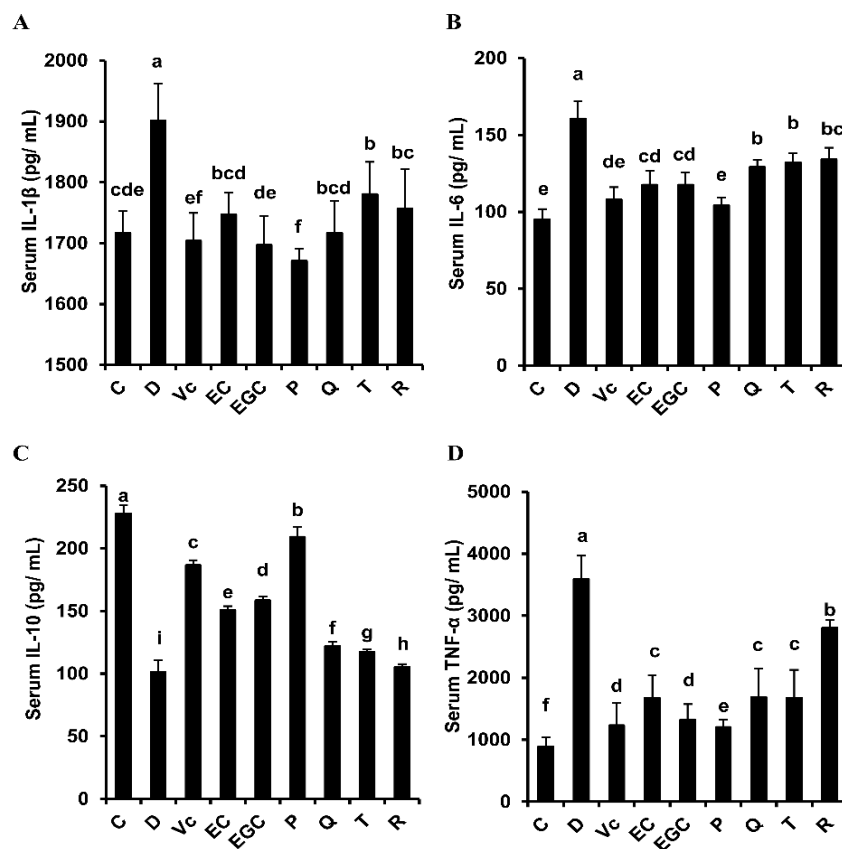 A
Serum IL-1β (pg/ mL)
2000
1900
1800
1700
1600
1500
cde a ef bcd de f bcd b bc
C D Vc EC EGC P Q T R
B
Serum IL-6 (pg/ mL)
200
150
100
50
0
e a de cd cd e b b bc
C D Vc EC EGC P Q T R
C
Serum IL-10 (pg/ mL)
250
200
150
100
50
0
a i c e d b f g h
C D Vc EC EGC P Q T R
D
Serum TNF-α (pg/ mL)
5000
4000
3000
2000
1000
0
f a d c d e c c b
C D Vc EC EGC P Q T R